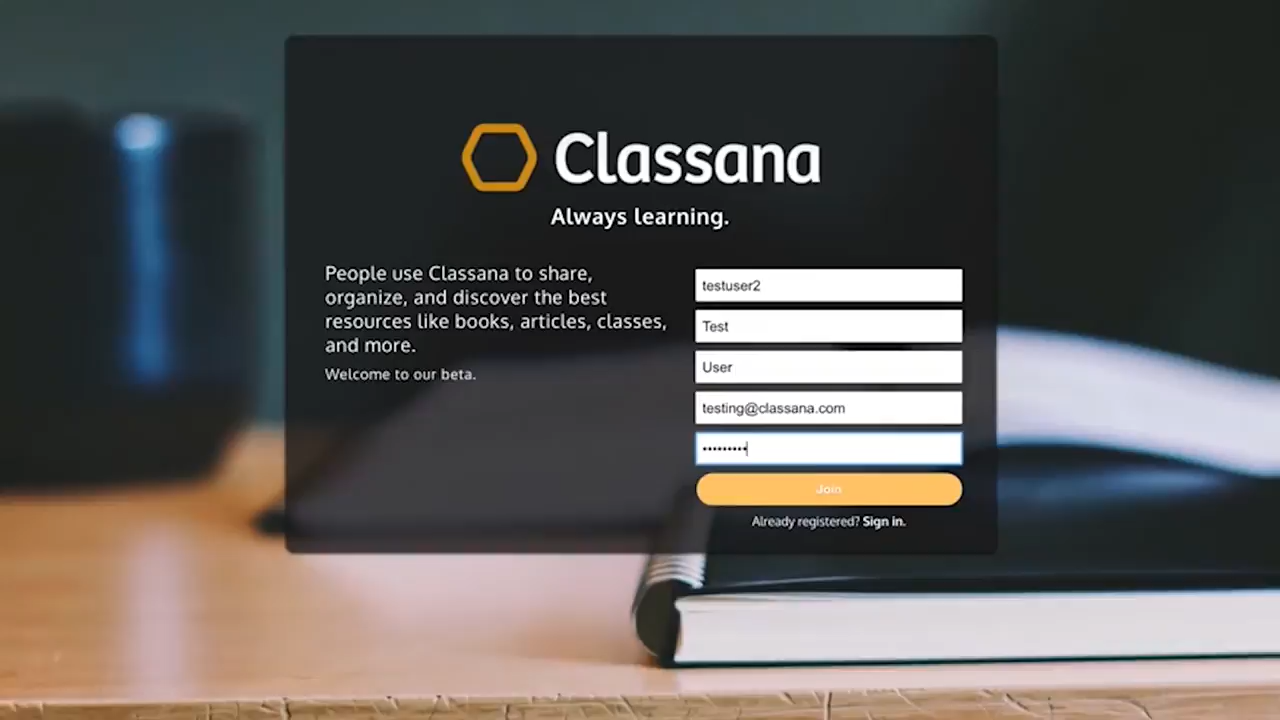 Classana
Always learning.
People use Classana to share,
organize, and discover the best
resources like books, articles, classes,
and more.
Welcome to our beta.
testuser2
Test
User
testing@classana.com
•••••••••
Join
Already registered? Sign in.